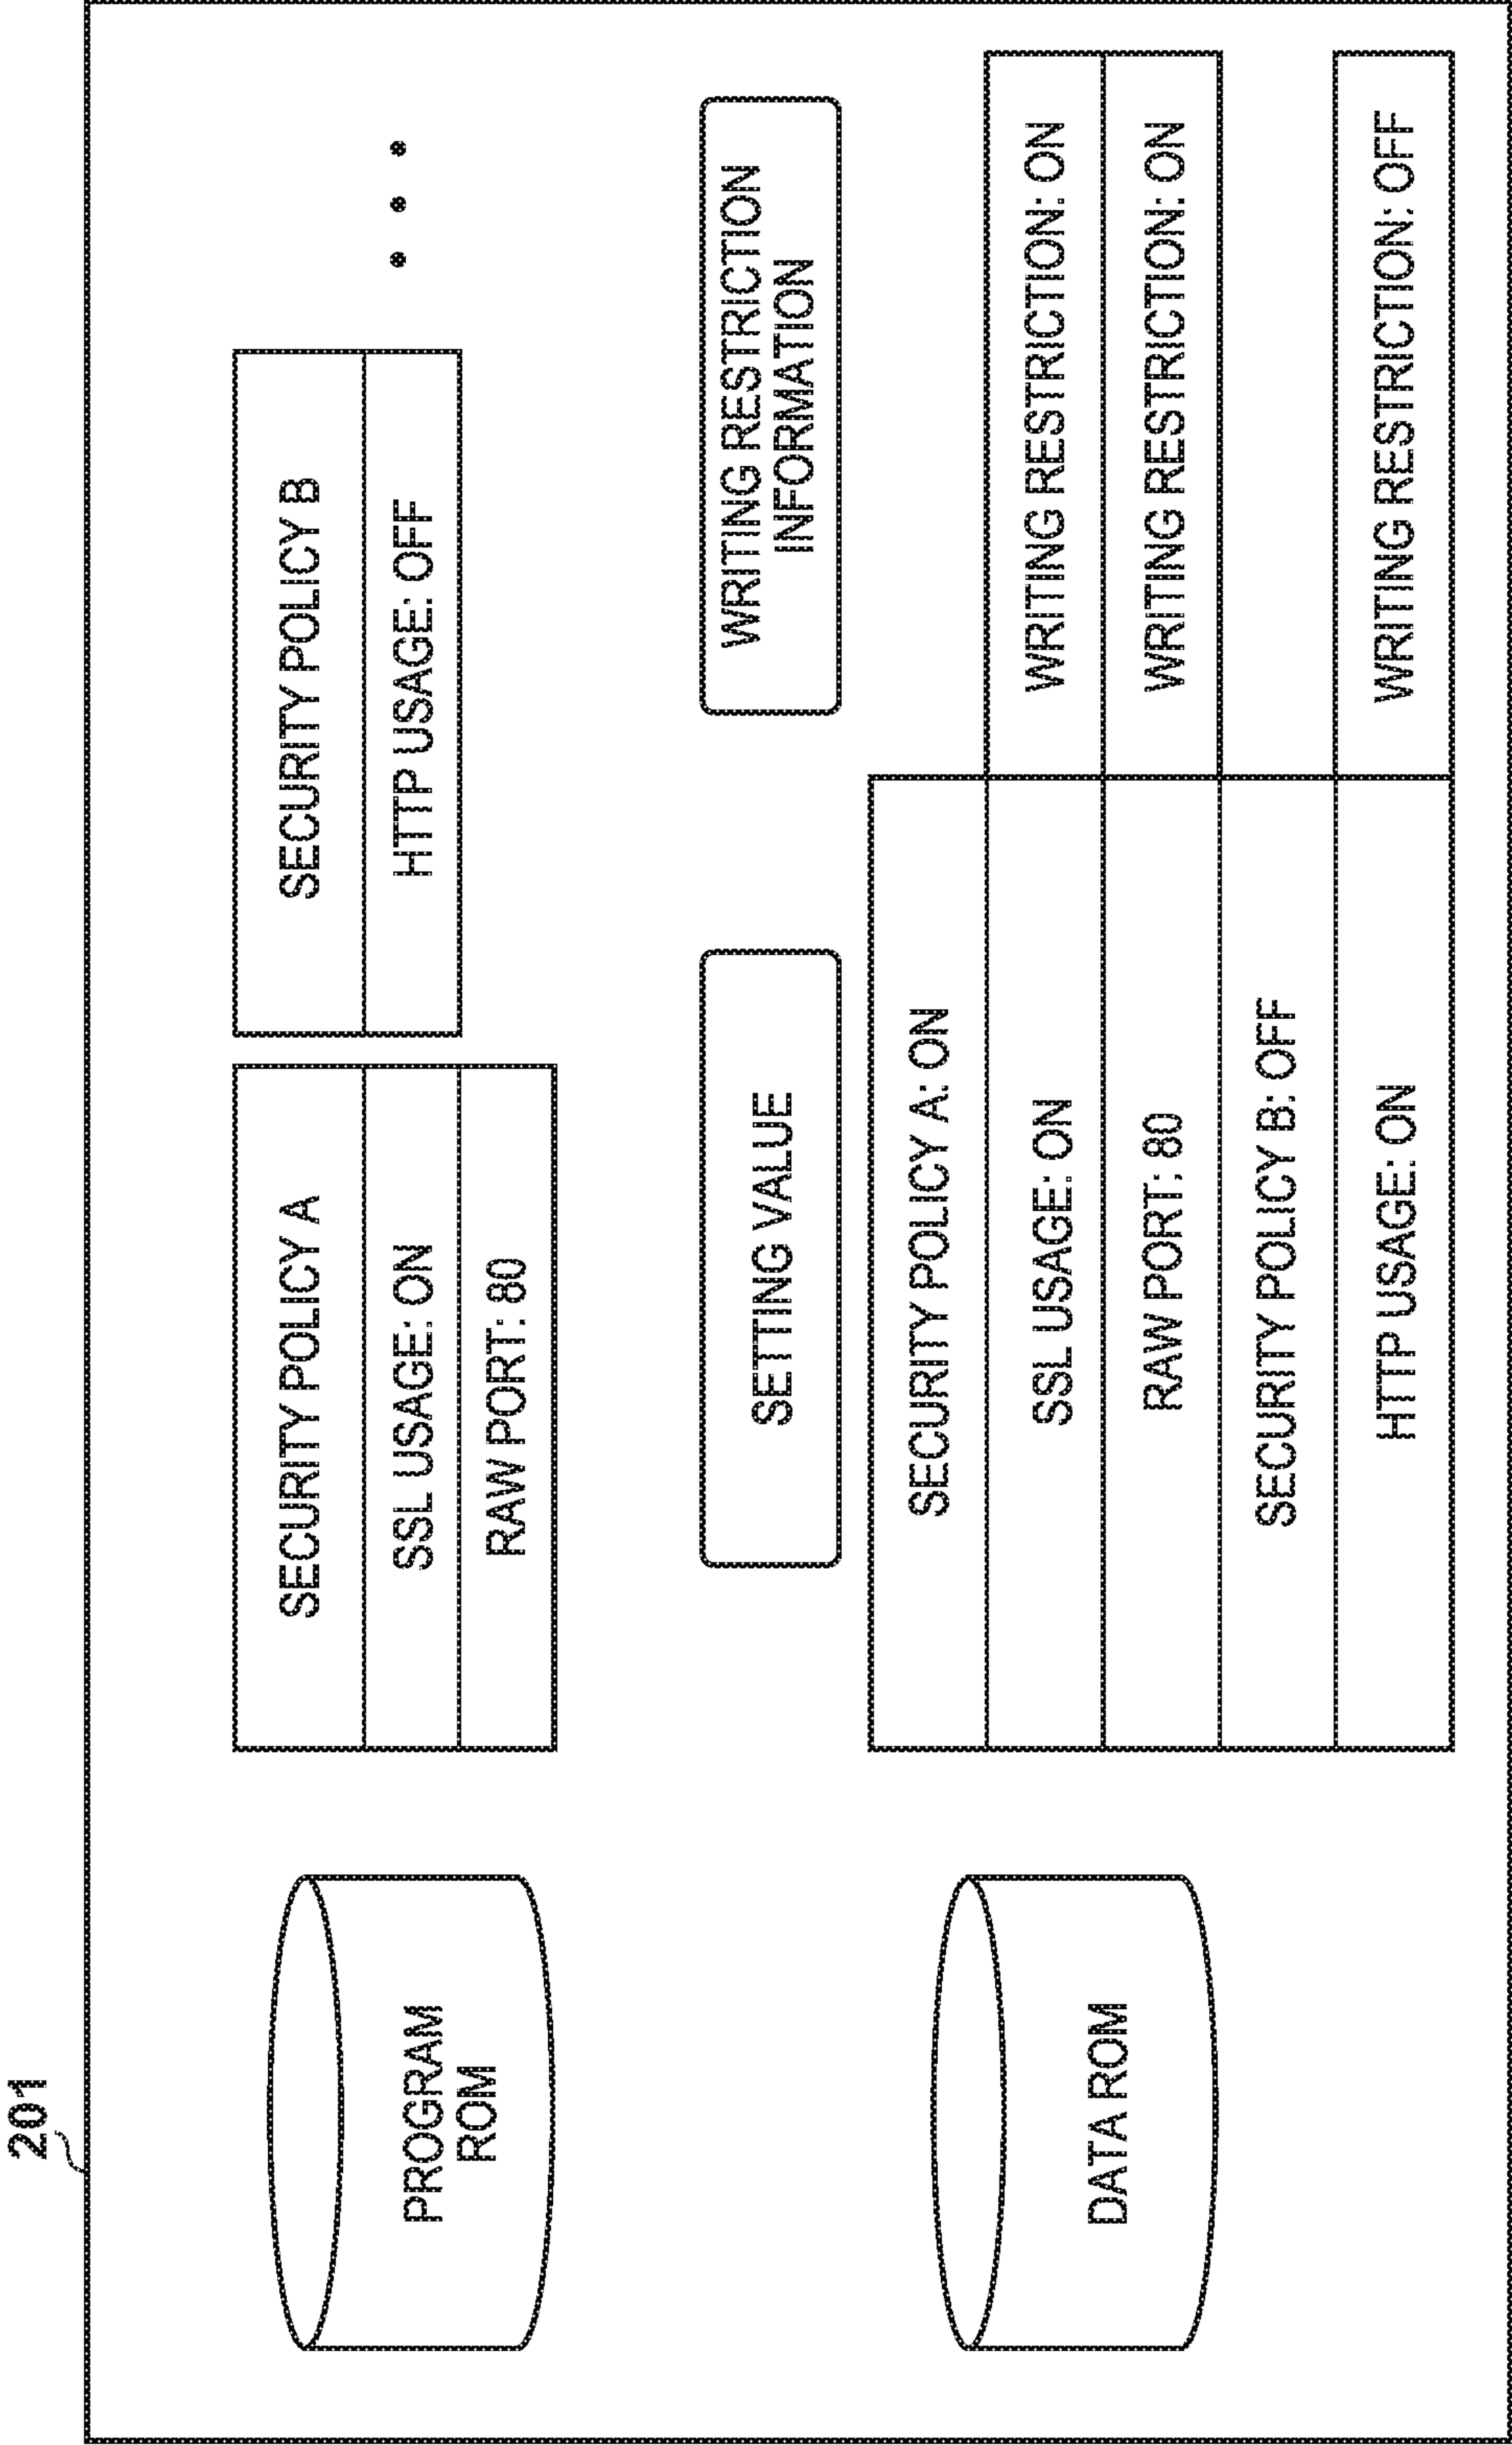 201
PROGRAM
ROM
SECURITY POLICY A
SSL USAGE: ON
RAW PORT: 80
SECURITY POLICY B
HTTP USAGE: OFF
DATA ROM
SETTING VALUE
WRITING RESTRICTION
INFORMATION
SECURITY POLICY A: ON
SSL USAGE: ON
WRITING RESTRICTION: ON
RAW PORT: 80
WRITING RESTRICTION: ON
SECURITY POLICY B: OFF
HTTP USAGE: ON
WRITING RESTRICTION: OFF